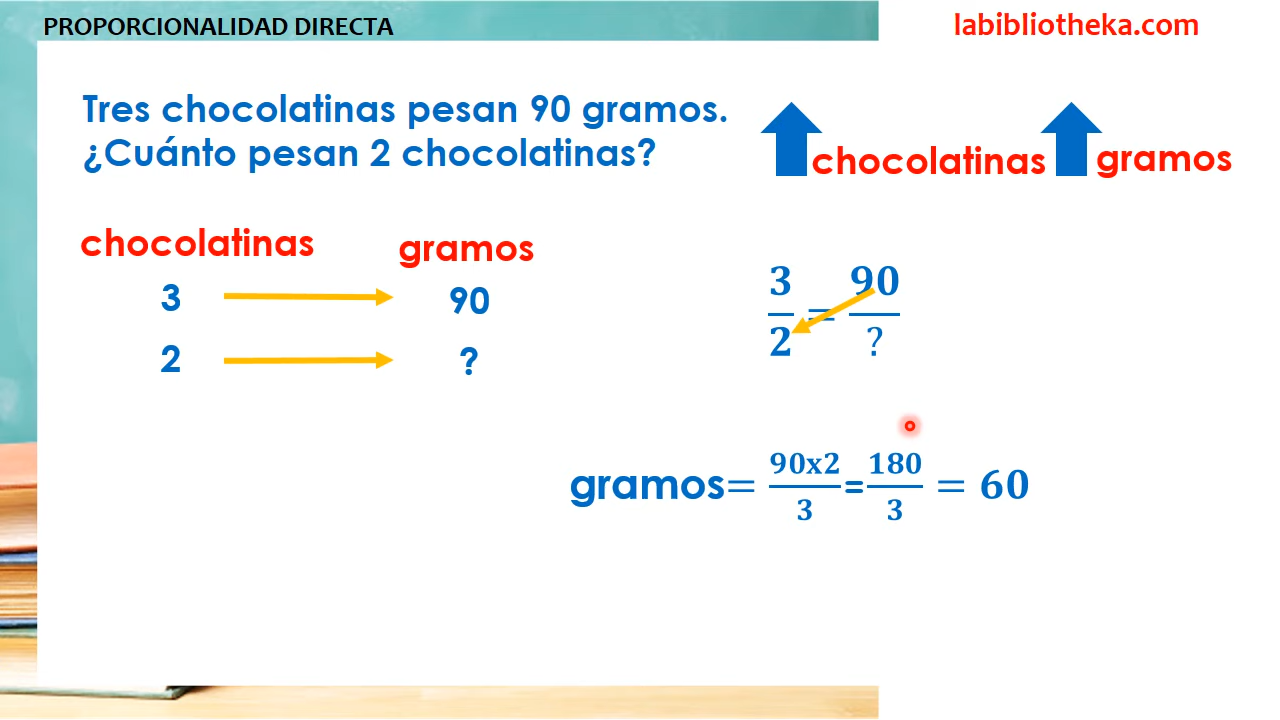 PROPORCIONALIDAD DIRECTA
labibliotheka.com
Tres chocolatinas pesan 90 gramos.
¿Cuánto pesan 2 chocolatinas?
chocolatinas
gramos
chocolatinas gramos
3 90
2 ?
3/2 = 90/?
gramos= 90x2/3=180/3 = 60